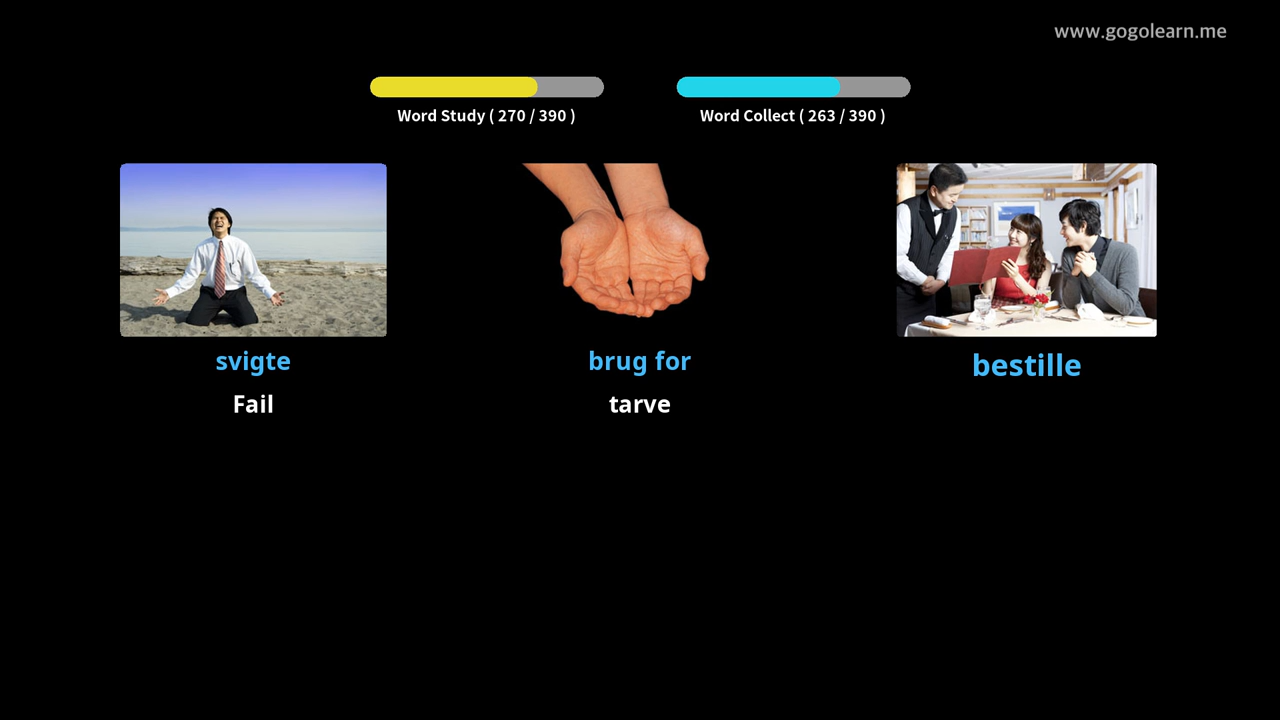 www.gogolearn.me
Word Study ( 270 / 390 )
Word Collect ( 263 / 390 )
svigte
Fail
brug for
tarve
bestille